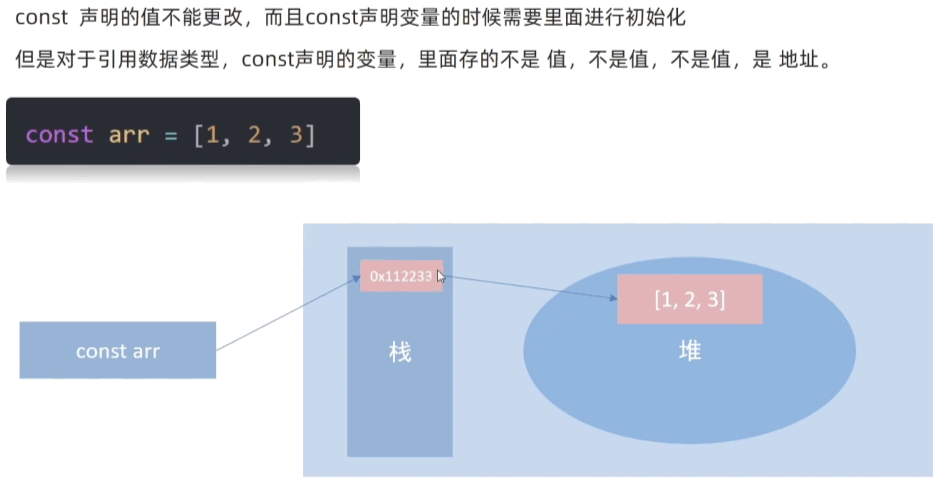 const 声明的值不能更改，而且const声明变量的时候需要里面进行初始化
但是对于引用数据类型，const声明的变量，里面存的不是 值，不是值，不是值，是 地址。
const arr = [1, 2, 3]
0x112233
[1, 2, 3]
const arr
栈
堆